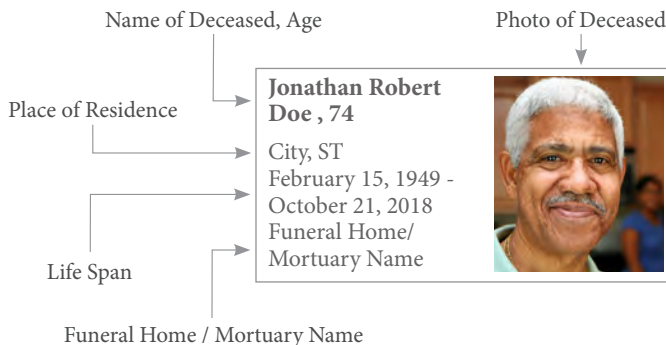 Name of Deceased, Age
Photo of Deceased
Place of Residence
Jonathan Robert
Doe , 74
City, ST
February 15, 1949 -
October 21, 2018
Funeral Home/
Mortuary Name
Life Span
Funeral Home / Mortuary Name